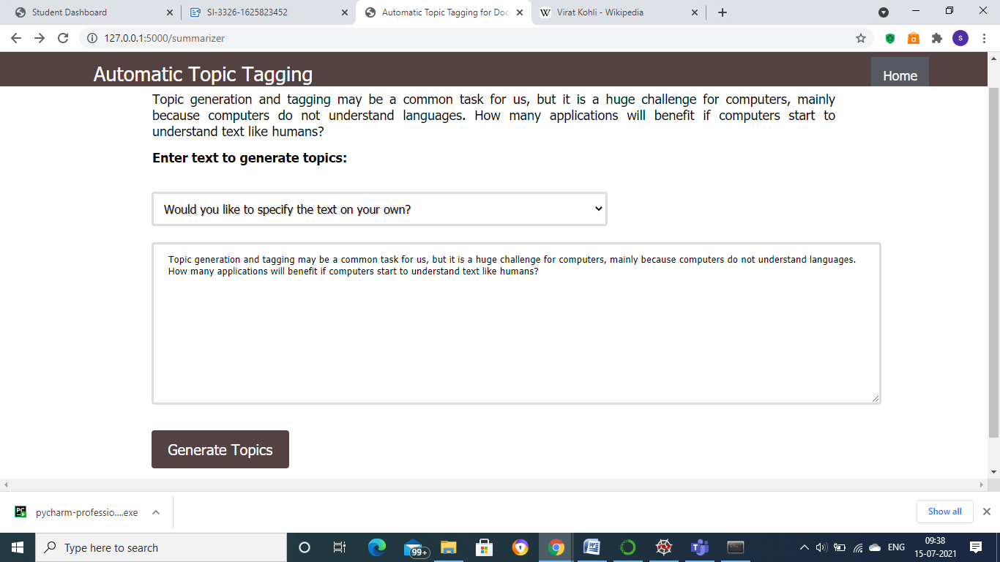 Student Dashboard
SI-3326-1625823452
Automatic Topic Tagging for Doc
Virat Kohli - Wikipedia
127.0.0.1:5000/summarizer
S
Automatic Topic Tagging
Home
Topic generation and tagging may be a common task for us, but it is a huge challenge for computers, mainly
because computers do not understand languages. How many applications will benefit if computers start to
understand text like humans?
Enter text to generate topics:
Would you like to specify the text on your own?
Topic generation and tagging may be a common task for us, but it is a huge challenge for computers, mainly because computers do not understand languages.
How many applications will benefit if computers start to understand text like humans?
Generate Topics
pycharm-professio....exe
Show all
Type here to search
99+
ENG
09:38
15-07-2021